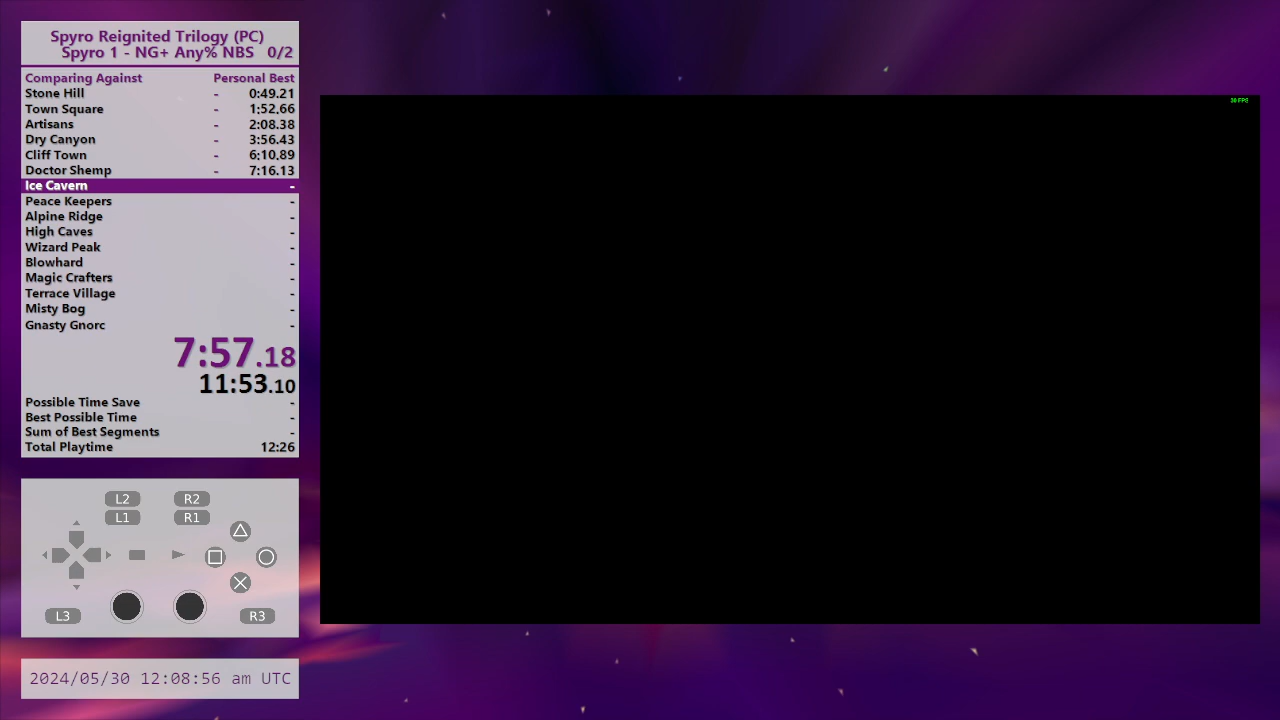 Spyro Reignited Trilogy (PC)
Spyro 1 - NG+ Any% NBS 0/2
Comparing Against Personal Best
Stone Hill - 0:49.21
Town Square - 1:52.66
Artisans - 2:08.38
Dry Canyon - 3:56.43
Cliff Town - 6:10.89
Doctor Shemp - 7:16.13
Ice Cavern -
Peace Keepers -
Alpine Ridge -
High Caves -
Wizard Peak -
Blowhard -
Magic Crafters -
Terrace Village -
Misty Bog -
Gnasty Gnorc -
7:57.18
11:53.10
Possible Time Save -
Best Possible Time -
Sum of Best Segments -
Total Playtime 12:26
30 FPS
L2 R2
L1 R1
L3 R3
2024/05/30 12:08:56 am UTC